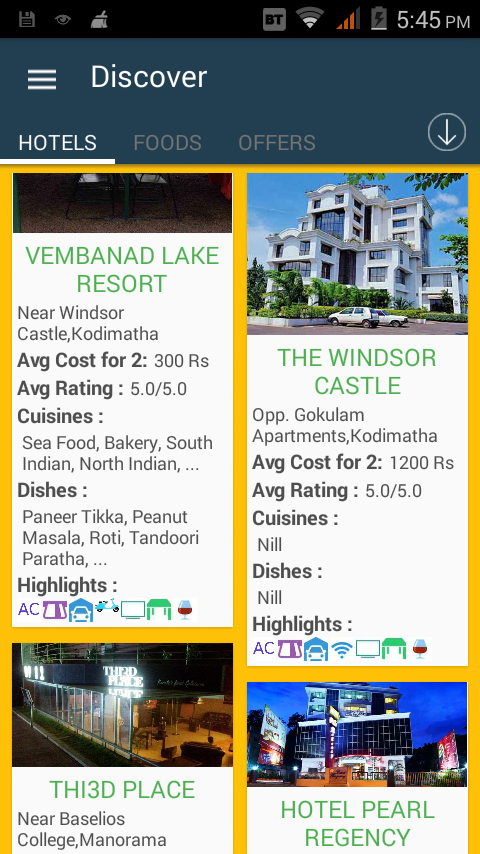 BT
5:45 PM
Discover
HOTELS
FOODS
OFFERS
VEMBANAD LAKE
RESORT
Near Windsor
Castle,Kodimatha
Avg Cost for 2: 300 Rs
Avg Rating : 5.0/5.0
Cuisines :
Sea Food, Bakery, South
Indian, North Indian, ...
Dishes :
Paneer Tikka, Peanut
Masala, Roti, Tandoori
Paratha, ...
Highlights :
AC
THE WINDSOR
CASTLE
Opp. Gokulam
Apartments,Kodimatha
Avg Cost for 2: 1200 Rs
Avg Rating : 5.0/5.0
Cuisines :
Nill
Dishes :
Nill
Highlights :
AC
THI3D
PLACE
THI3D PLACE
Near Baselios
College,Manorama
HOTEL PEARL
REGENCY